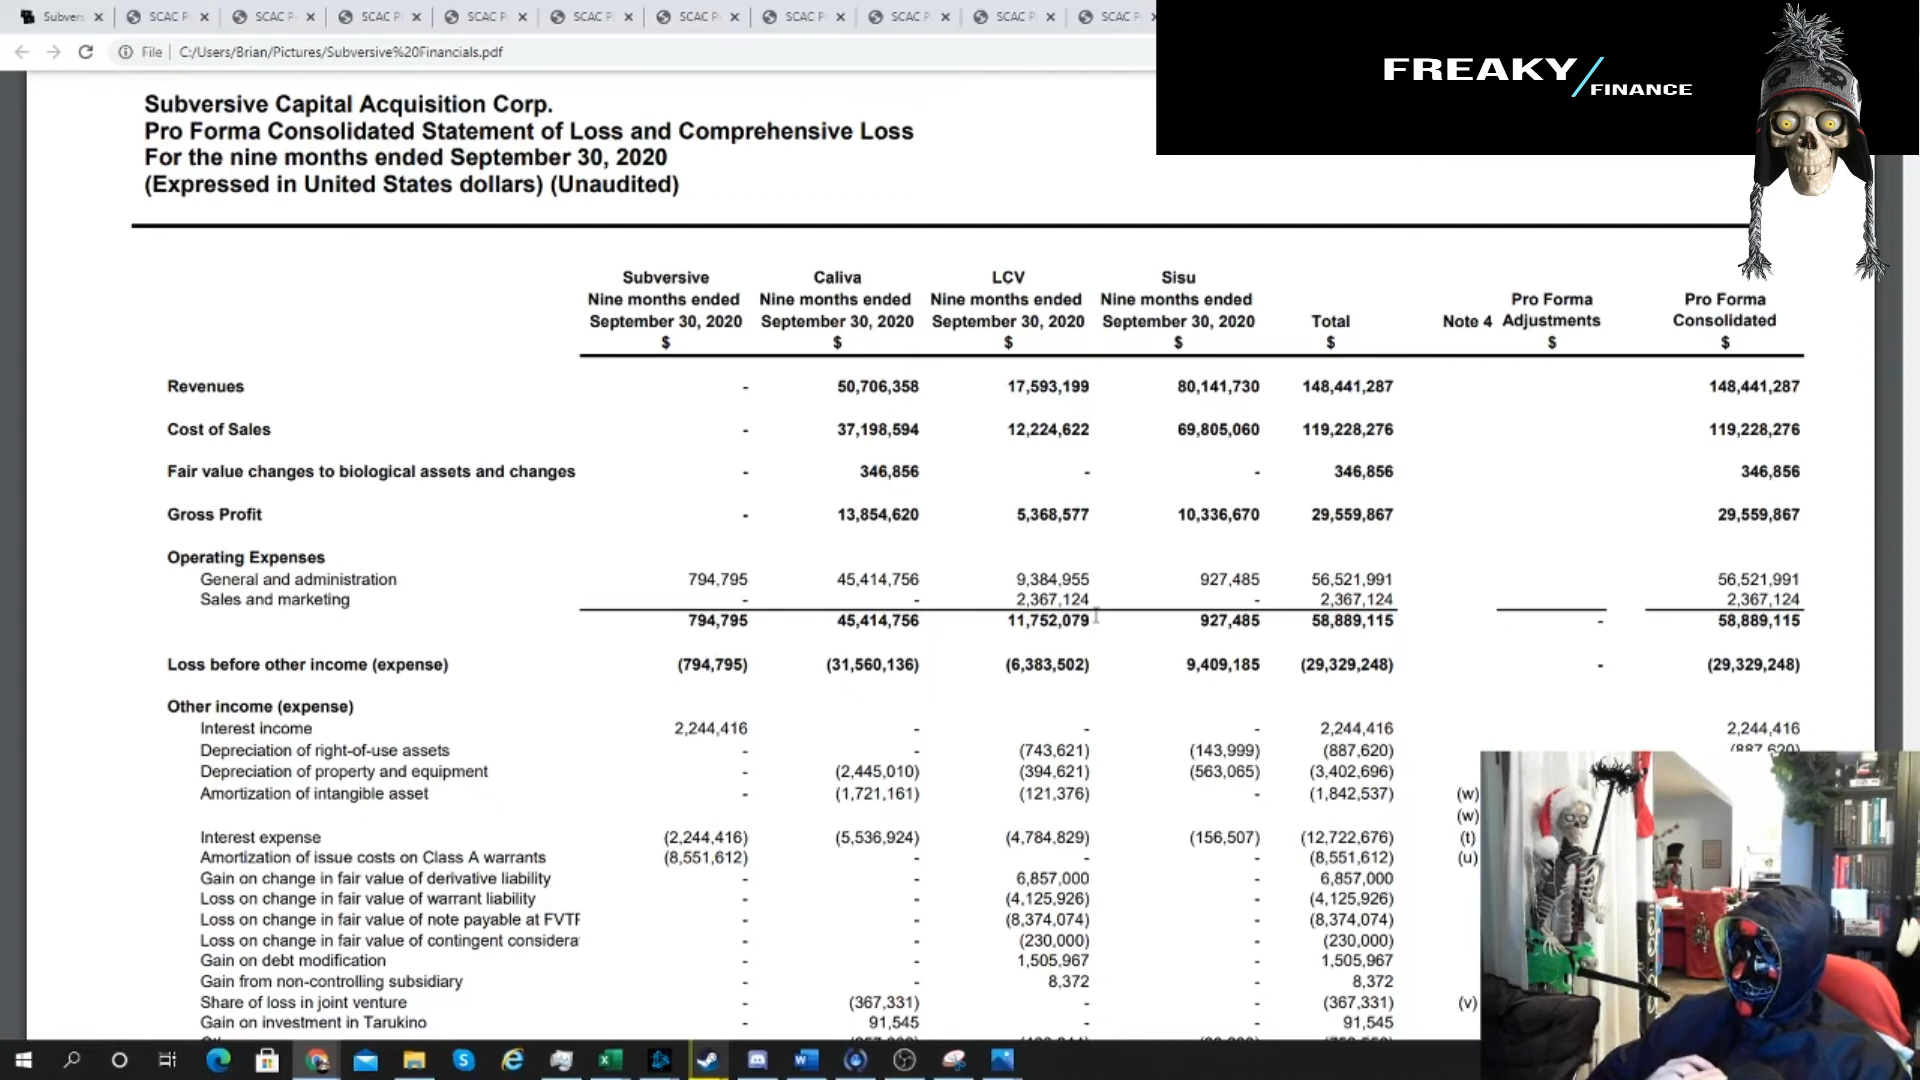 Subvers
SCAC P
SCAC P
SCAC P
SCAC P
SCAC P
SCAC P
SCAC P
SCAC P
SCAC P
SCAC P
File | C:/Users/Brian/Pictures/Subversive%20Financials.pdf
FREAKY/FINANCE
Subversive Capital Acquisition Corp.
Pro Forma Consolidated Statement of Loss and Comprehensive Loss
For the nine months ended September 30, 2020
(Expressed in United States dollars) (Unaudited)
Subversive Caliva LCV Sisu
Nine months ended Nine months ended Nine months ended Nine months ended Pro Forma Pro Forma
September 30, 2020 September 30, 2020 September 30, 2020 September 30, 2020 Total Note 4 Adjustments Consolidated
$ $ $ $ $ $ $
Revenues - 50,706,358 17,593,199 80,141,730 148,441,287 148,441,287
Cost of Sales - 37,198,594 12,224,622 69,805,060 119,228,276 119,228,276
Fair value changes to biological assets and changes - 346,856 - - 346,856 346,856
Gross Profit - 13,854,620 5,368,577 10,336,670 29,559,867 29,559,867
Operating Expenses
General and administration 794,795 45,414,756 9,384,955 927,485 56,521,991 56,521,991
Sales and marketing - - 2,367,124 - 2,367,124 2,367,124
794,795 45,414,756 11,752,079 927,485 58,889,115 - 58,889,115
Loss before other income (expense) (794,795) (31,560,136) (6,383,502) 9,409,185 (29,329,248) - (29,329,248)
Other income (expense)
Interest income 2,244,416 - - - 2,244,416 2,244,416
Depreciation of right-of-use assets - - (743,621) (143,999) (887,620) (887,620)
Depreciation of property and equipment - (2,445,010) (394,621) (563,065) (3,402,696)
Amortization of intangible asset - (1,721,161) (121,376) - (1,842,537) (w)
(w)
Interest expense (2,244,416) (5,536,924) (4,784,829) (156,507) (12,722,676) (t)
Amortization of issue costs on Class A warrants (8,551,612) - - - (8,551,612) (u)
Gain on change in fair value of derivative liability - - 6,857,000 - 6,857,000
Loss on change in fair value of warrant liability - - (4,125,926) - (4,125,926)
Loss on change in fair value of note payable at FVTF - - (8,374,074) - (8,374,074)
Loss on change in fair value of contingent considera - - (230,000) - (230,000)
Gain on debt modification - - 1,505,967 - 1,505,967
Gain from non-controlling subsidiary - - 8,372 - 8,372
Share of loss in joint venture - (367,331) - - (367,331) (v)
Gain on investment in Tarukino - 91,545 - - 91,545